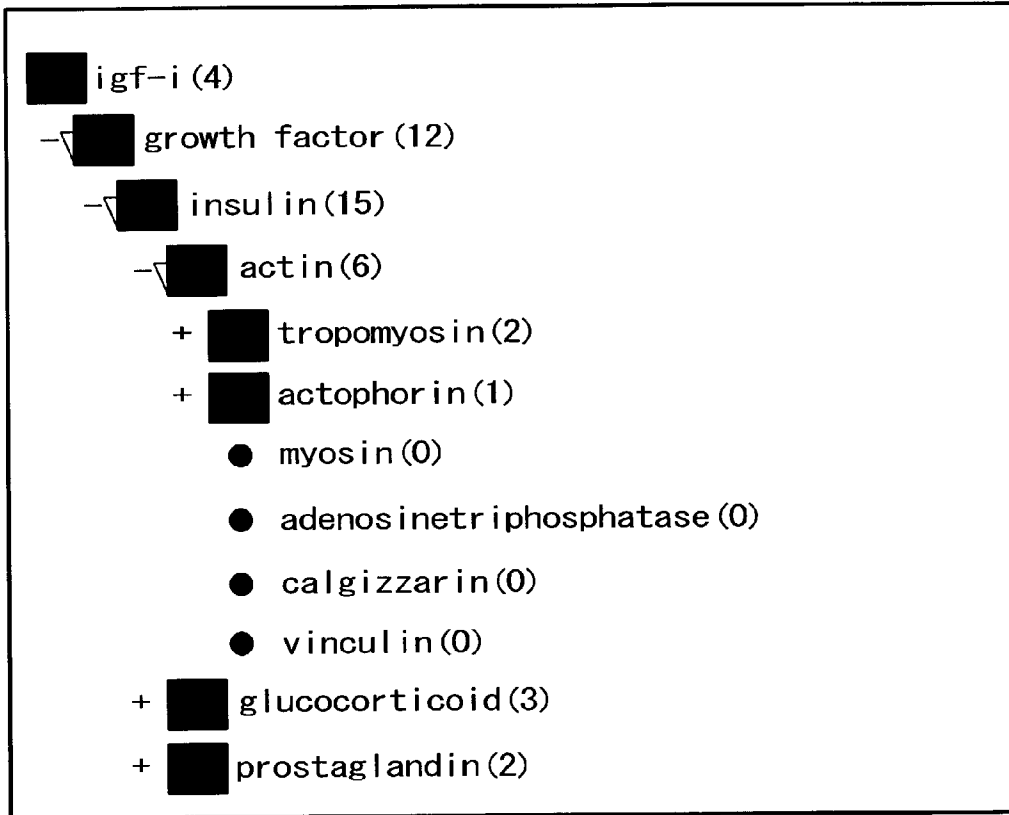 igf-i(4)
growth factor(12)
insulin(15)
actin(6)
+ tropomyosin(2)
+ actophorin(1)
● myosin(0)
● adenosinetriphosphatase(0)
● calgizzarin(0)
● vinculin(0)
+ glucocorticoid(3)
+ prostaglandin(2)